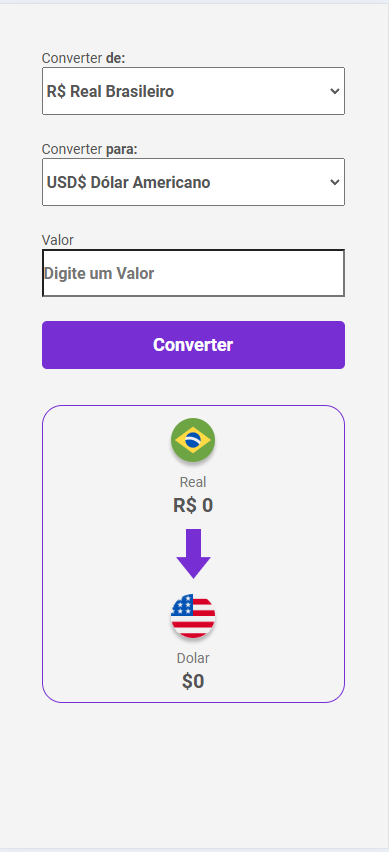 Converter de:
R$ Real Brasileiro
Converter para:
USD$ Dólar Americano
Valor
Digite um Valor
Converter
Real
R$ 0
Dolar
$0